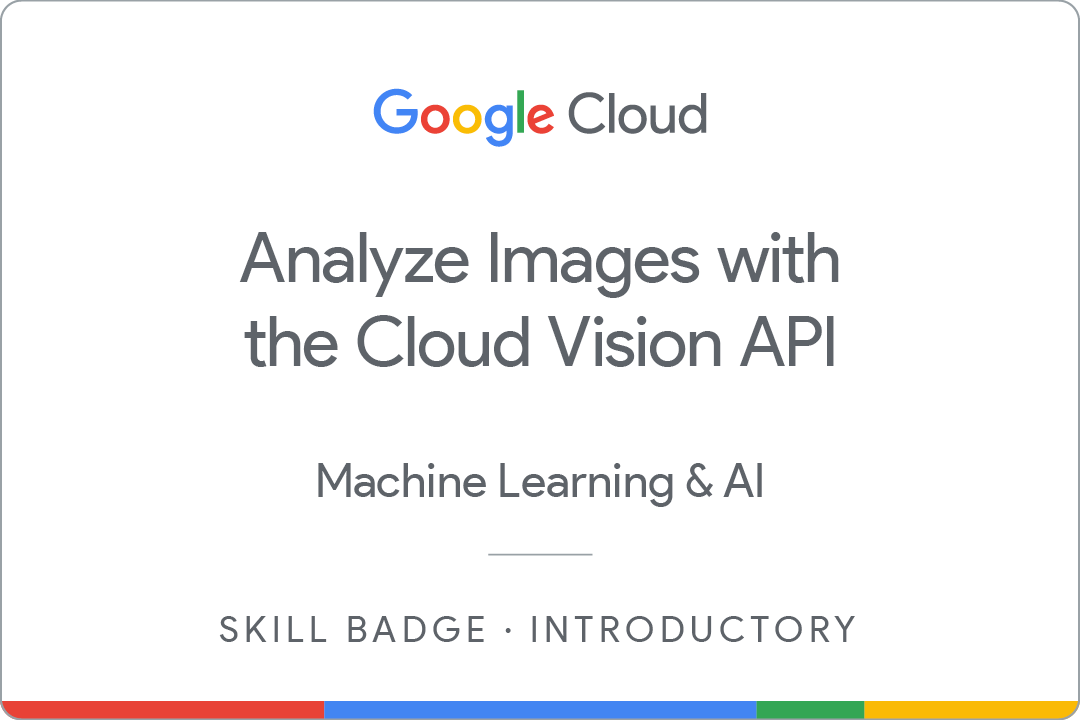 Google Cloud
Analyze Images with
the Cloud Vision API
Machine Learning & AI
SKILL BADGE · INTRODUCTORY